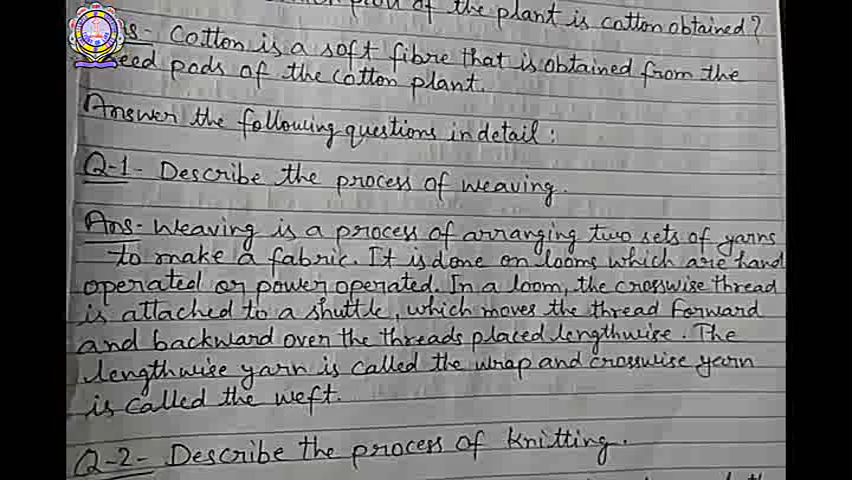 of the plant is cotton obtained?
Ans- Cotton is a soft fibre that is obtained from the
seed pods of the cotton plant.
Answer the following questions in detail:
Q-1- Describe the process of weaving.
Ans- Weaving is a process of arranging two sets of yarns
to make a fabric. It is done on looms which are hand
operated or power operated. In a loom, the crosswise thread
is attached to a shuttle, which moves the thread forward
and backward over the threads placed lengthwise. The
lengthwise yarn is called the wrap and crosswise yarn
is called the weft.
Q-2- Describe the process of knitting.